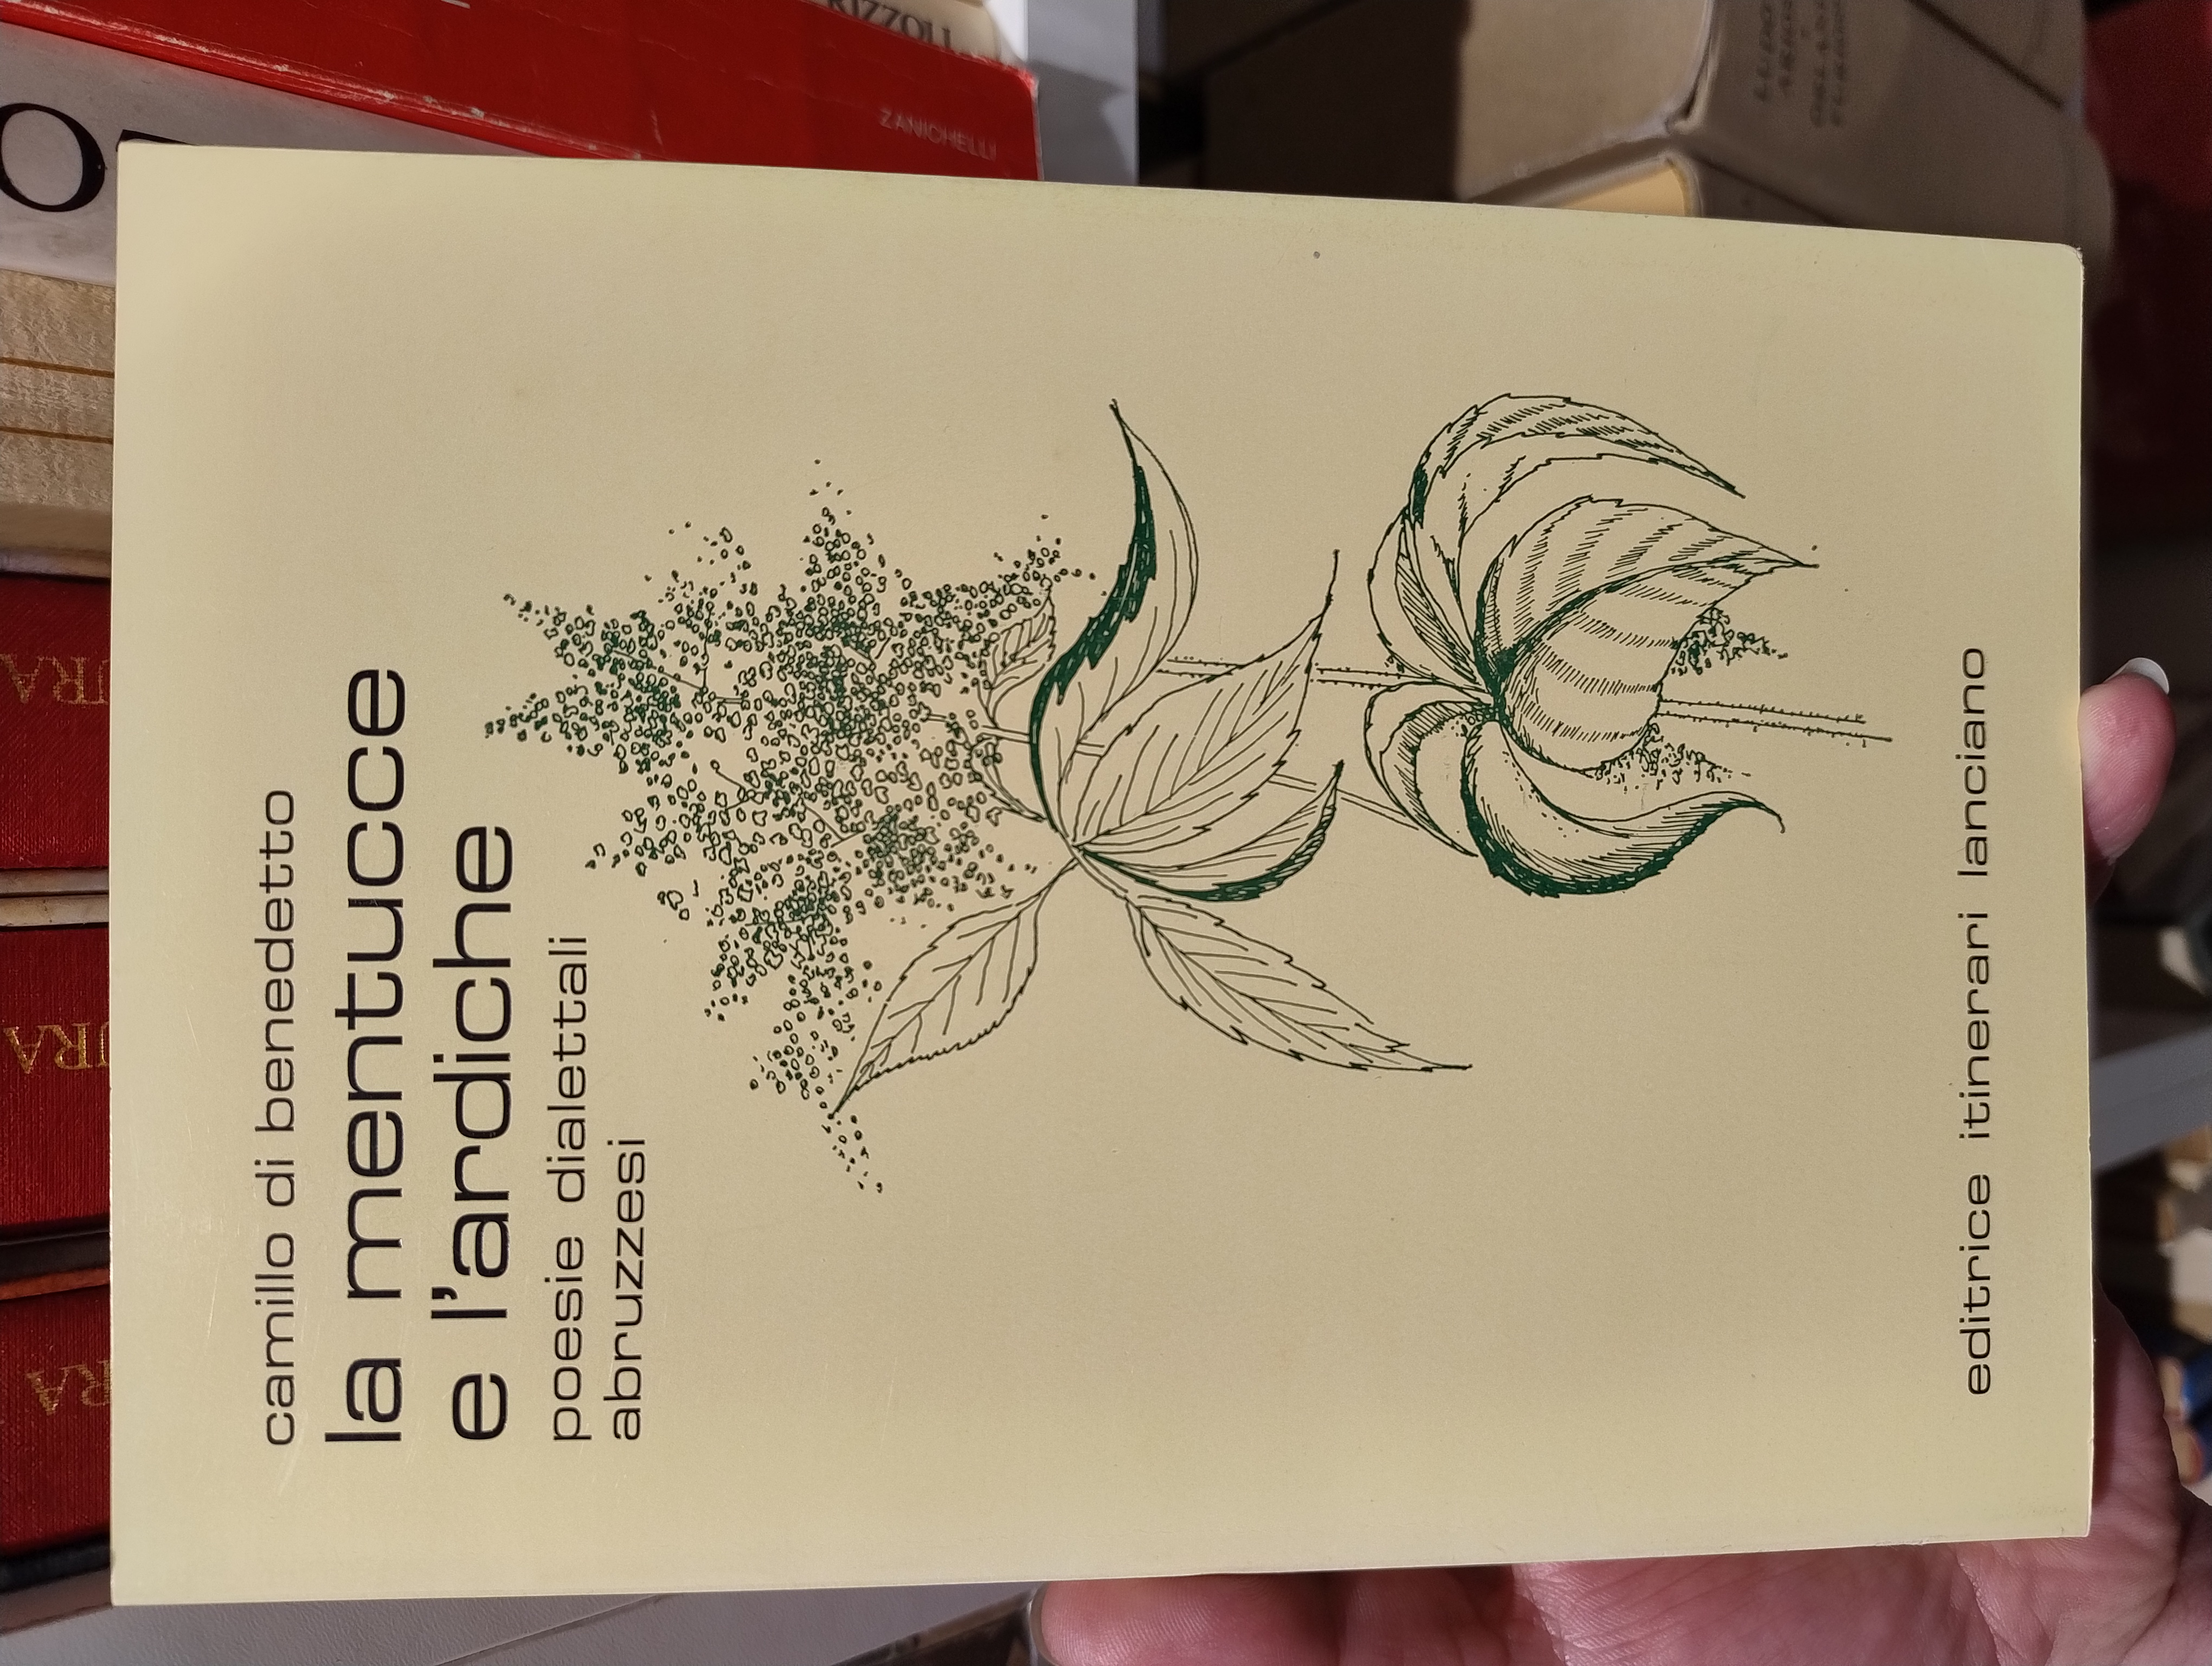 camillo di benedetto
la mentucce
e l'ardiche
poesie dialettali
abruzzesi
editrice itinerari lanciano
ZANICHELLI
RIZZOLI